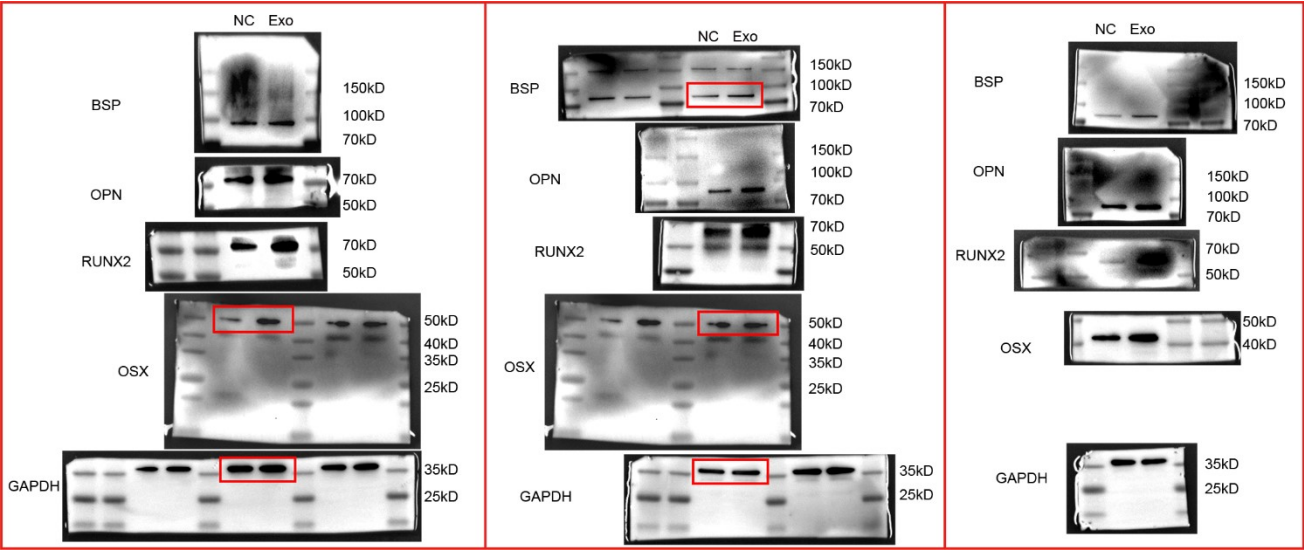 NC Exo
BSP
150kD
100kD
70kD
OPN
70kD
50kD
RUNX2
70kD
50kD
OSX
50kD
40kD
35kD
25kD
GAPDH
35kD
25kD
NC Exo
BSP
150kD
100kD
70kD
OPN
150kD
100kD
70kD
RUNX2
70kD
50kD
OSX
50kD
40kD
35kD
25kD
GAPDH
35kD
25kD
NC Exo
BSP
150kD
100kD
70kD
OPN
150kD
100kD
70kD
RUNX2
70kD
50kD
OSX
50kD
40kD
GAPDH
35kD
25kD